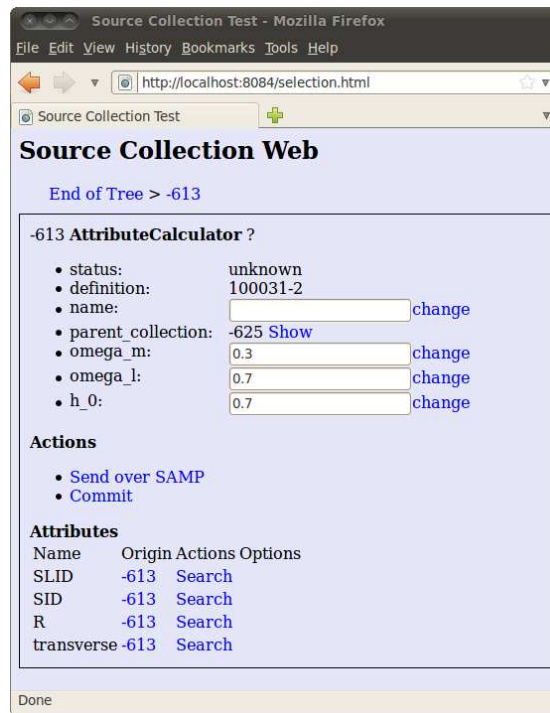 Source Collection Test - Mozilla Firefox
File Edit View History Bookmarks Tools Help
http://localhost:8084/selection.html
Source Collection Test
Source Collection Web
End of Tree > -613
-613 AttributeCalculator ?
• status: unknown
• definition: 100031-2
• name: change
• parent_collection: -625 Show
• omega_m: 0.3 change
• omega_l: 0.7 change
• h_0: 0.7 change
Actions
• Send over SAMP
• Commit
Attributes
Name Origin Actions Options
SLID -613 Search
SID -613 Search
R -613 Search
transverse -613 Search
Done